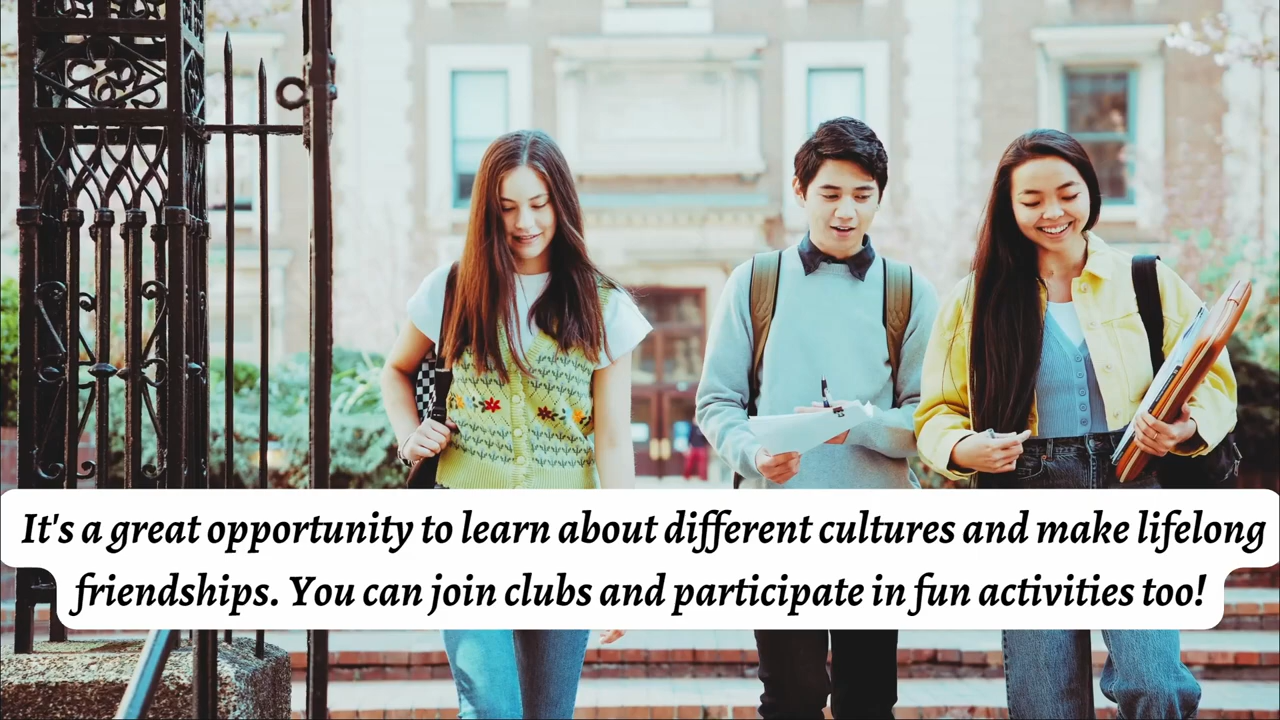 It's a great opportunity to learn about different cultures and make lifelong
friendships. You can join clubs and participate in fun activities too!